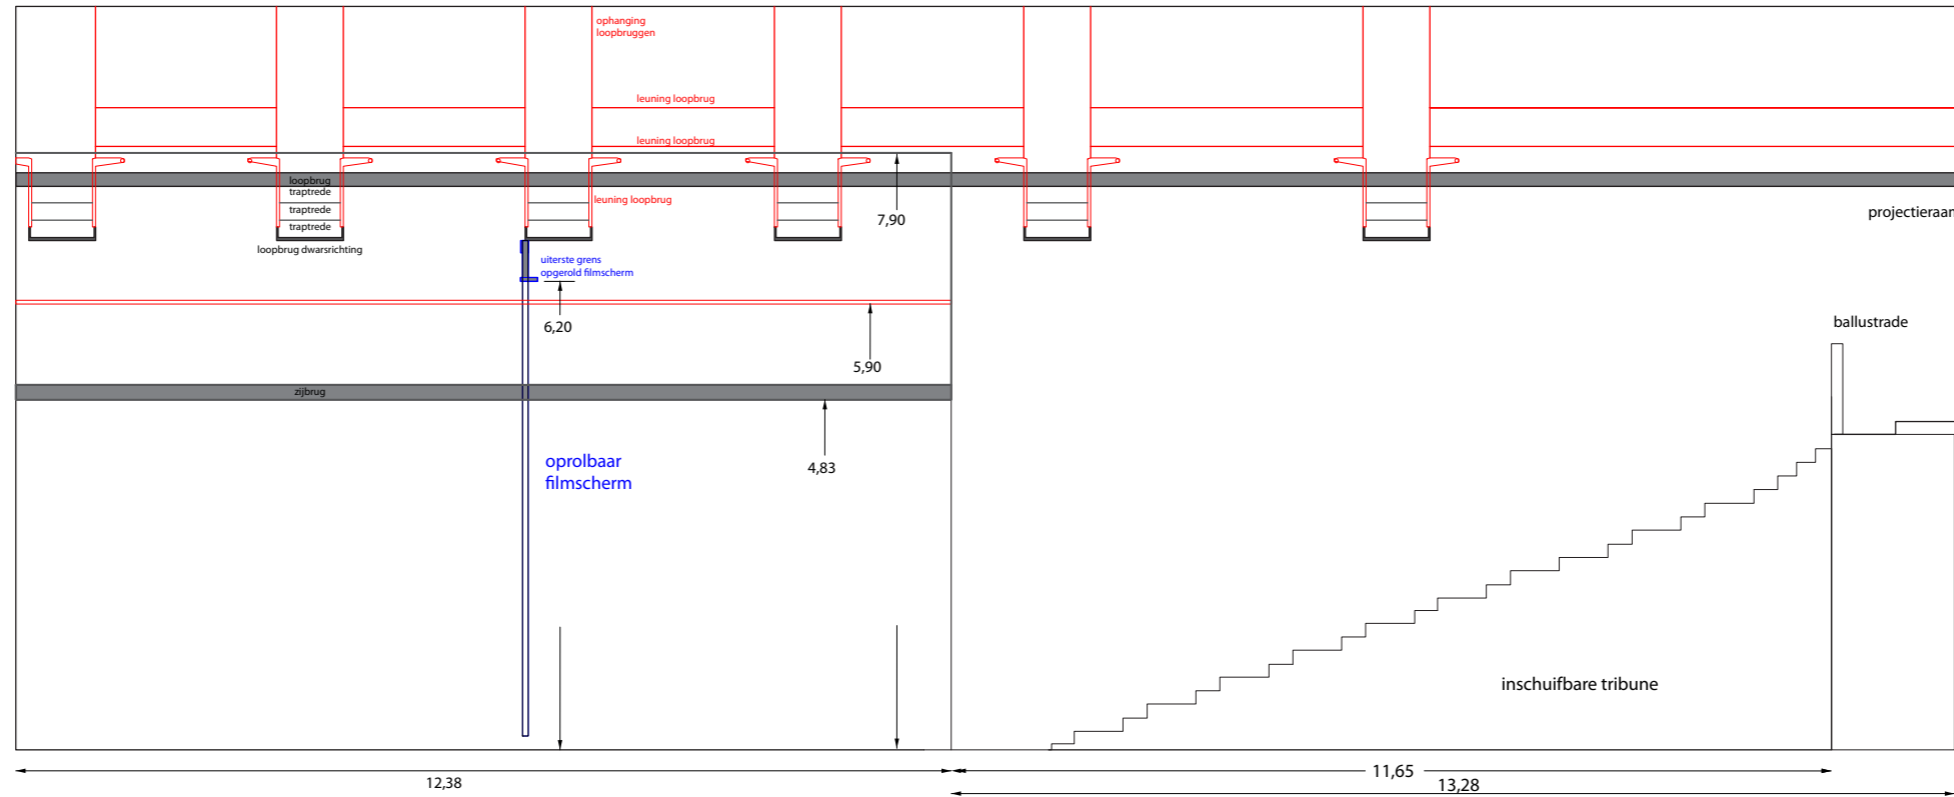 ophanging
loopbruggen
leuning loopbrug
leuning loopbrug
loopbrug
traptrede
traptrede
traptrede
leuning loopbrug
loopbrug dwarsrichting
7,90
projectieraam
uiterste grens
opgerold filmscherm
6,20
5,90
ballustrade
zijbrug
4,83
oprolbaar
filmscherm
inschuifbare tribune
12,38
11,65
13,28